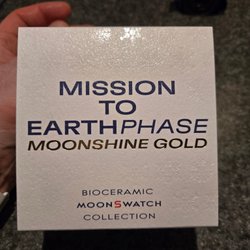 MISSION
TO
EARTHPHASE
MOONSHINE GOLD
BIOCERAMIC
MOONSWATCH
COLLECTION